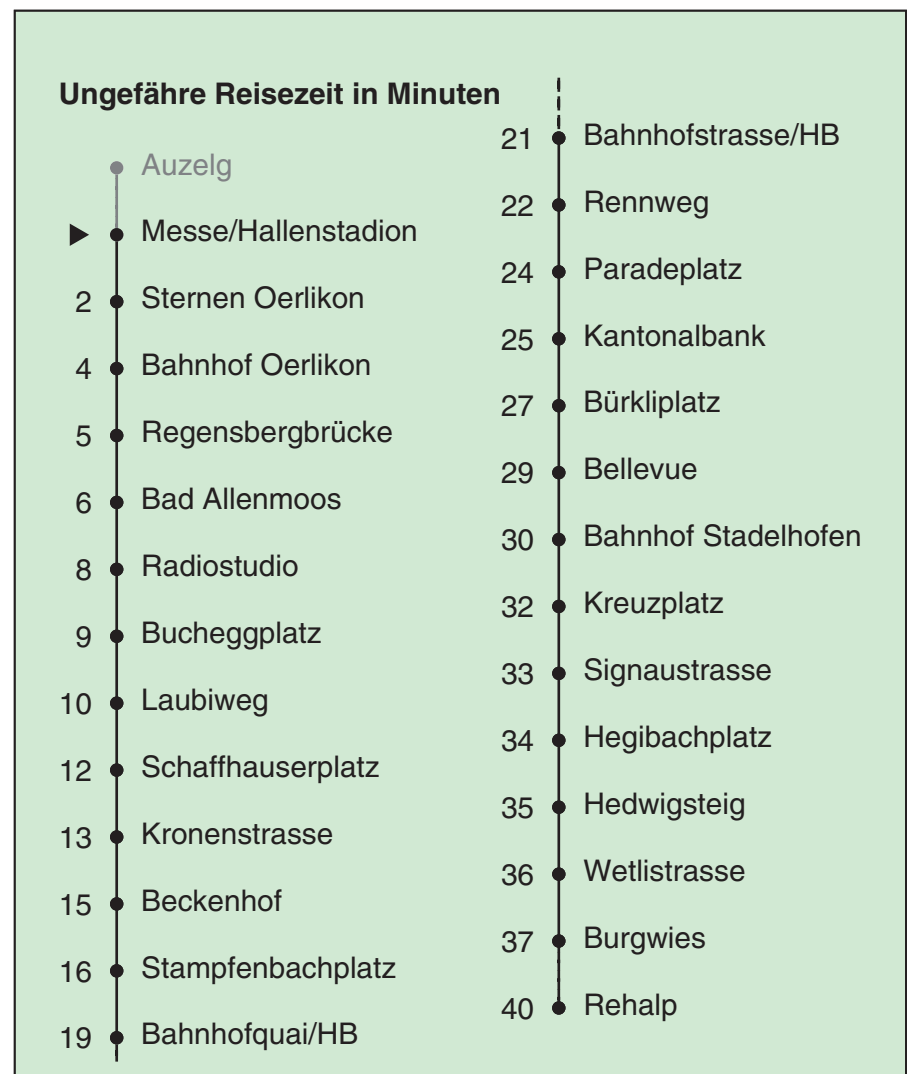 Ungefähre Reisezeit in Minuten
Auzelg
Messe/Hallenstadion
2 Sternen Oerlikon
4 Bahnhof Oerlikon
5 Regensbergbrücke
6 Bad Allenmoos
8 Radiostudio
9 Bucheggplatz
10 Laubiweg
12 Schaffhauserplatz
13 Kronenstrasse
15 Beckenhof
16 Stampfenbachplatz
19 Bahnhofquai/HB
21 Bahnhofstrasse/HB
22 Rennweg
24 Paradeplatz
25 Kantonalbank
27 Bürkliplatz
29 Bellevue
30 Bahnhof Stadelhofen
32 Kreuzplatz
33 Signaustrasse
34 Hegibachplatz
35 Hedwigsteig
36 Wetlistrasse
37 Burgwies
40 Rehalp